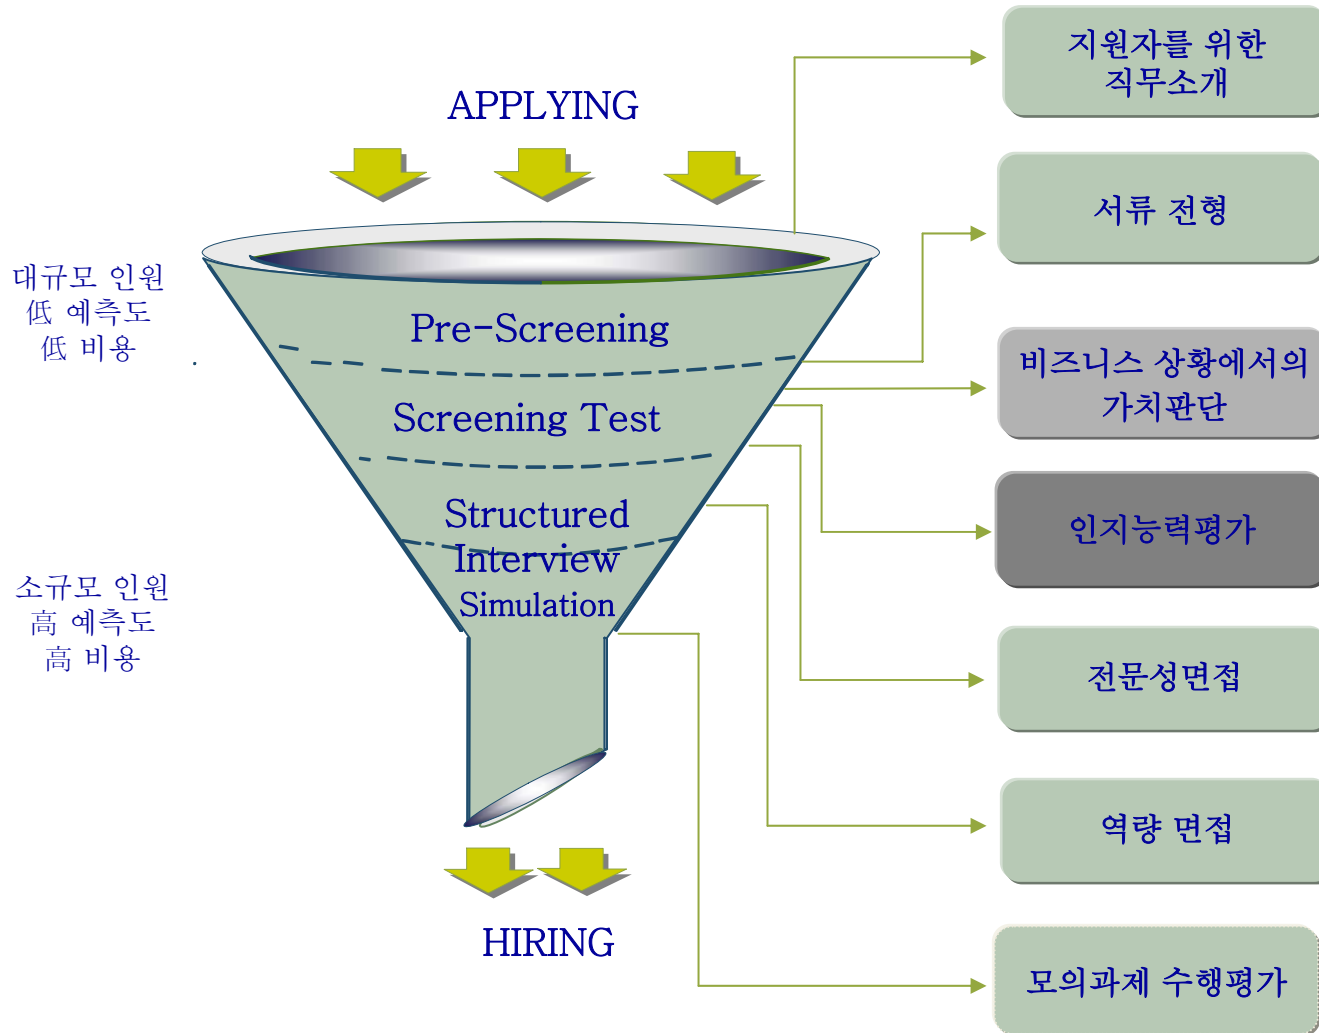 APPLYING
대규모 인원
低 예측도
低 비용
소규모 인원
高 예측도
高 비용
Pre-Screening
Screening Test
Structured
Interview
Simulation
HIRING
지원자를 위한
직무소개
서류 전형
비즈니스 상황에서의
가치판단
인지능력평가
전문성면접
역량 면접
모의과제 수행평가